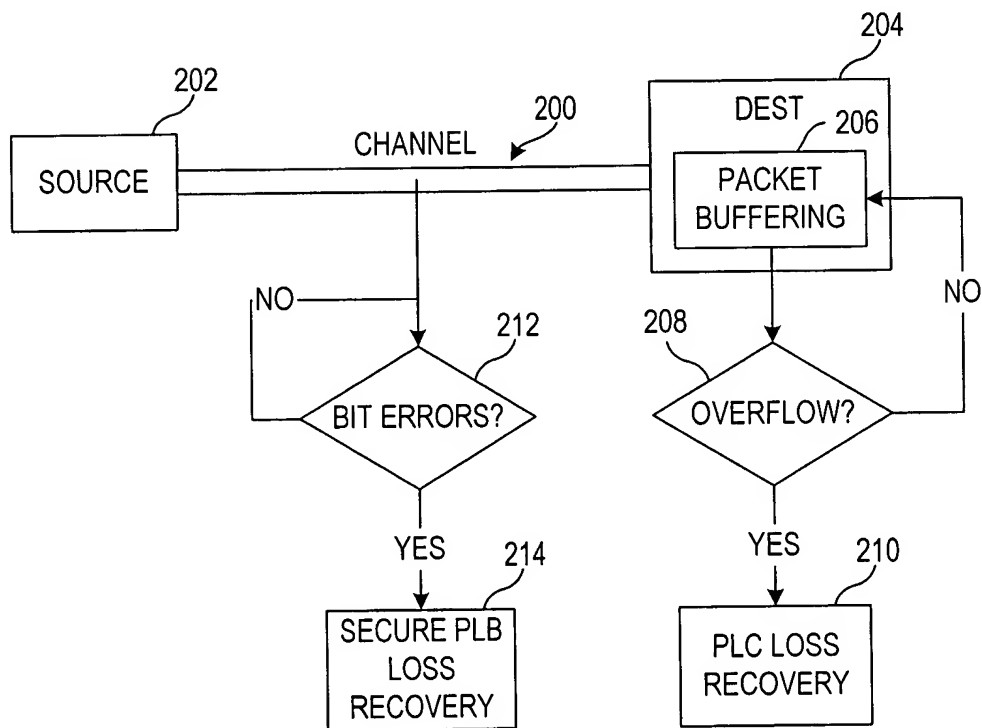 204
202
DEST
200
206
CHANNEL
SOURCE
PACKET
BUFFERING
NO
NO
212
208
BIT ERRORS?
OVERFLOW?
YES
YES
214
210
SECURE PLB
LOSS
RECOVERY
PLC LOSS
RECOVERY